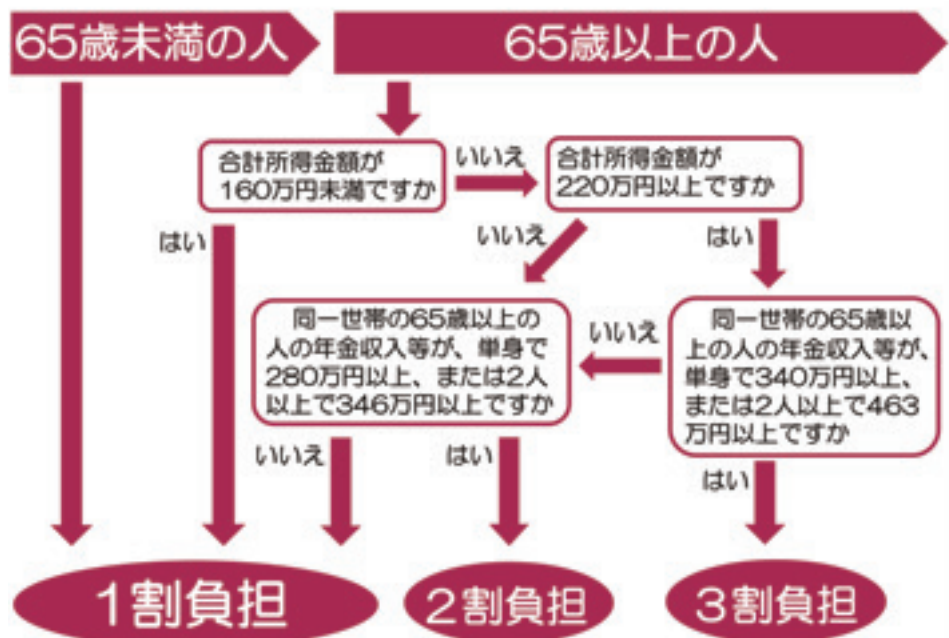 65歳未満の人
65歳以上の人
合計所得金額が
160万円未満ですか
いいえ
合計所得金額が
220万円以上ですか
はい
いいえ
はい
同一世帯の65歳以上の
人の年金収入等が、単身で
280万円以上、または2人
以上で346万円以上ですか
いいえ
同一世帯の65歳以
上の人の年金収入等が、
単身で340万円以上、
または2人以上で463
万円以上ですか
いいえ
はい
はい
1割負担
2割負担
3割負担